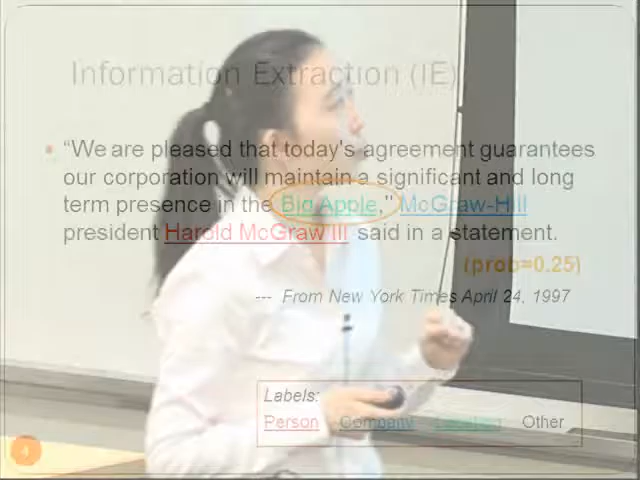 Information Extraction (IE)
• “We are pleased that today's agreement guarantees
our corporation will maintain a significant and long
term presence in the Big Apple," McGraw-Hill
president Harold McGraw III said in a statement.
(prob=0.25)
--- From New York Times April 24, 1997
Labels:
Person Company Location Other